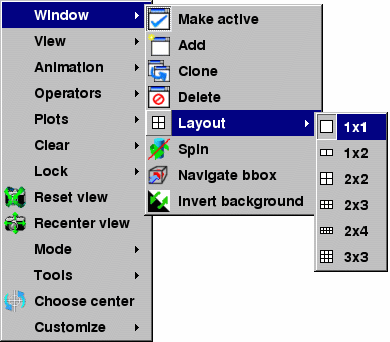 Window
View
Animation
Operators
Plots
Clear
Lock
Reset view
Recenter view
Mode
Tools
Choose center
Customize
Make active
Add
Clone
Delete
Layout
Spin
Navigate bbox
Invert background
1x1
1x2
2x2
2x3
2x4
3x3